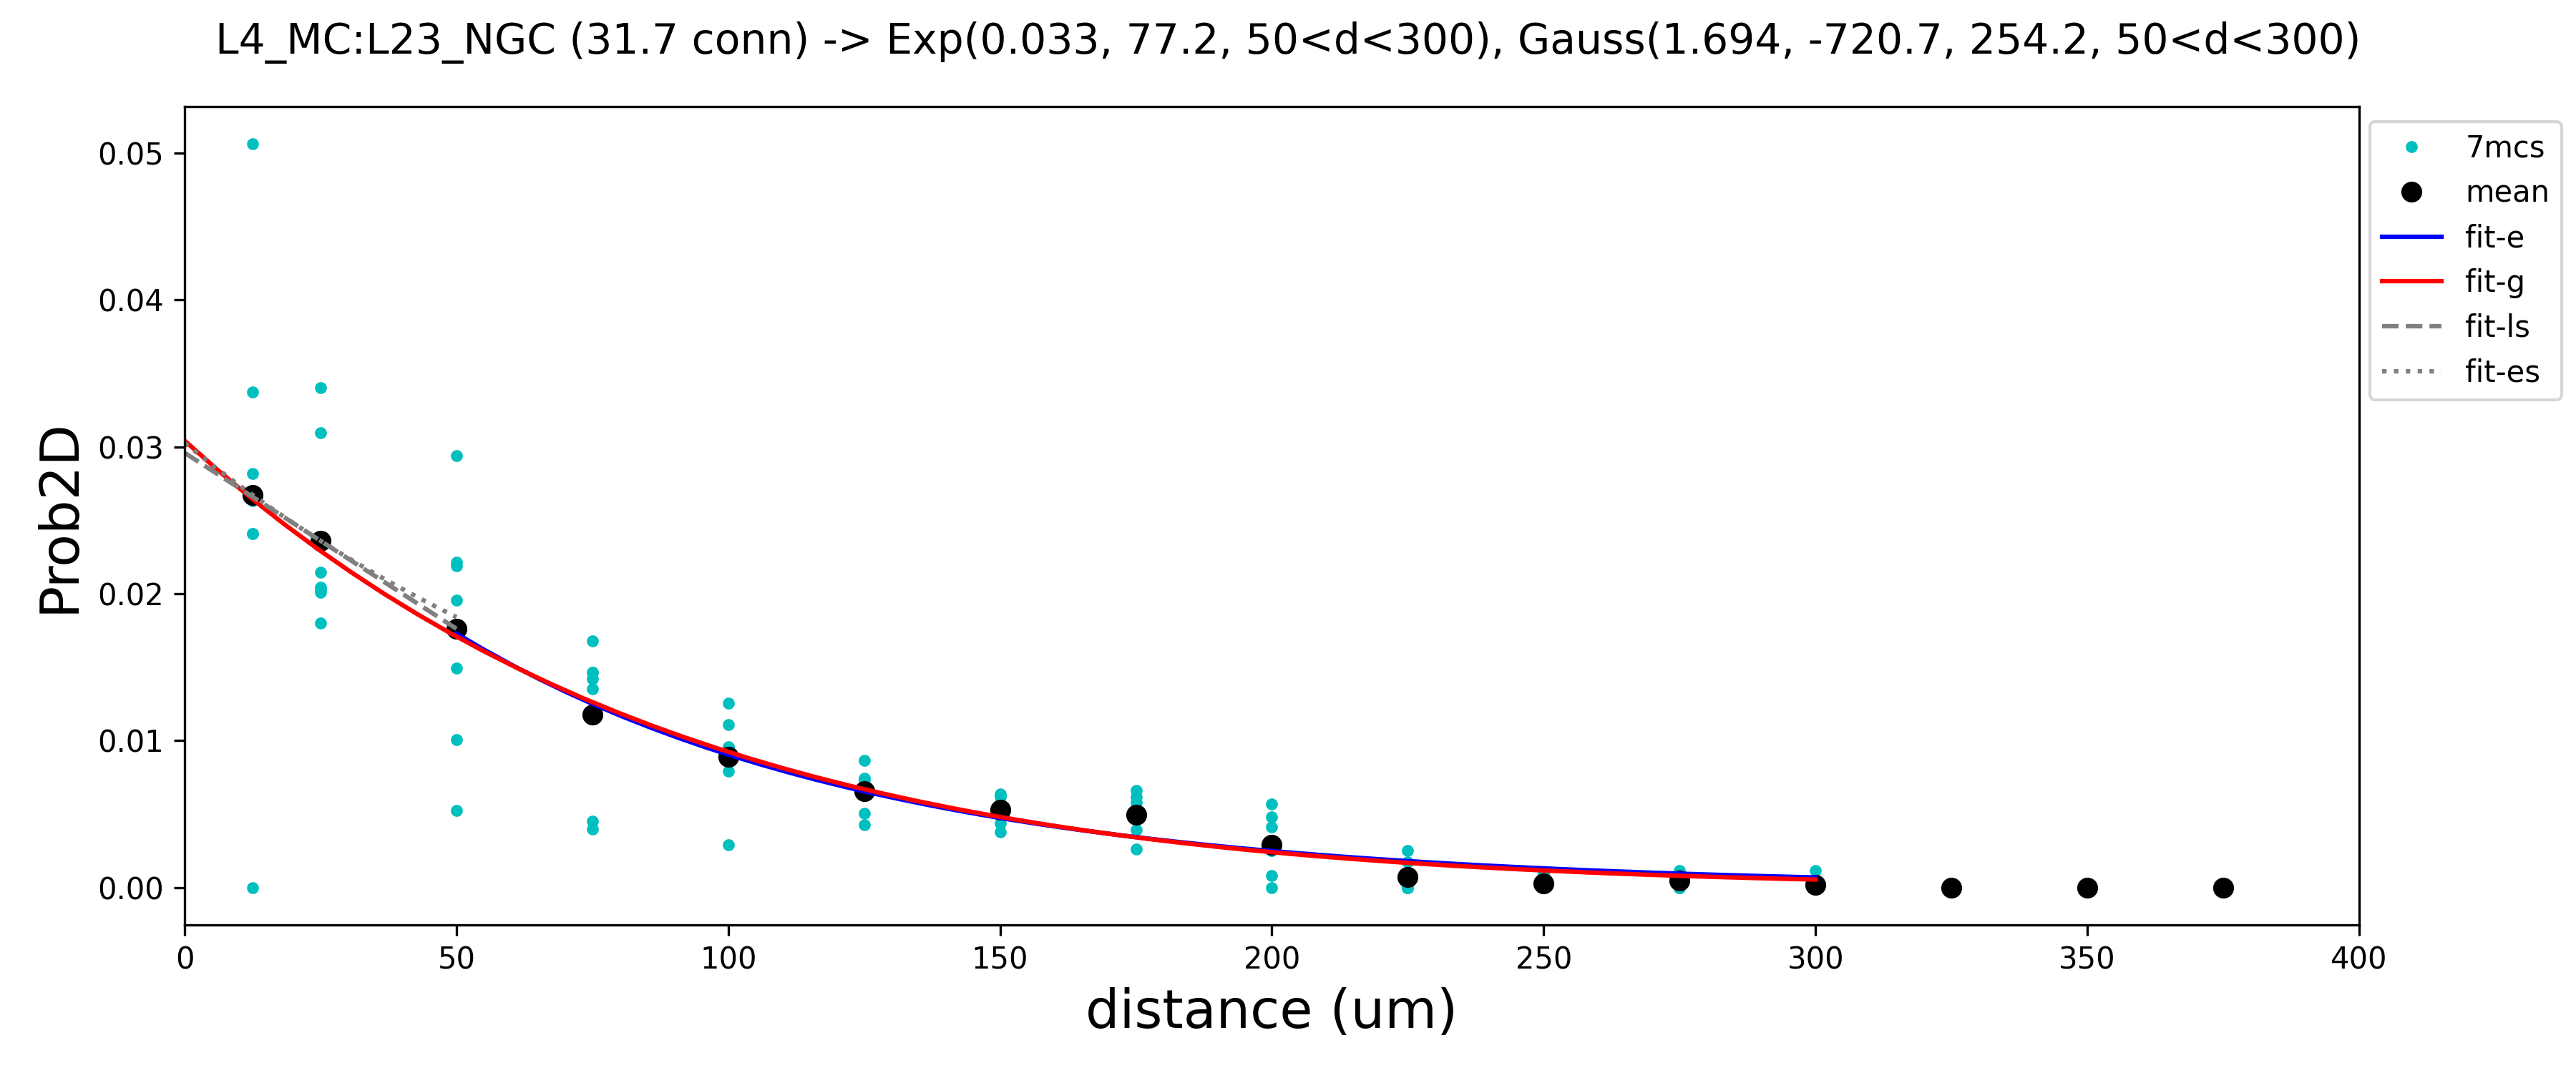 L4_MC:L23_NGC (31.7 conn) -> Exp(0.033, 77.2, 50<d<300), Gauss(1.694, -720.7, 254.2, 50<d<300)
0.05
0.04
0.03
0.02
0.01
0.00
Prob2D
0 50 100 150 200 250 300 350 400
distance (um)
7mcs
mean
fit-e
fit-g
fit-ls
fit-es